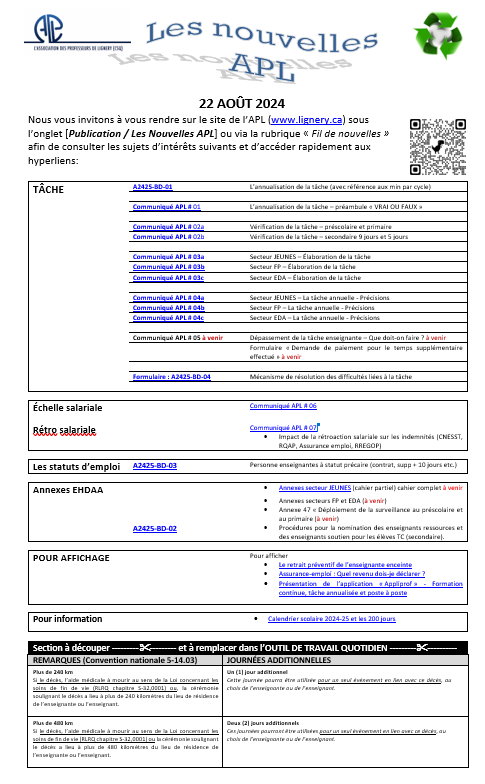 L'ASSOCIATION DES PROFESSEURS DE LIGNERY (CSQ)
Les nouvelles
APL
22 AOÛT 2024
Nous vous invitons à vous rendre sur le site de l'APL (www.lignery.ca) sous
l'onglet [Publication / Les Nouvelles APL] ou via la rubrique « Fil de nouvelles »
afin de consulter les sujets d'intérêts suivants et d'accéder rapidement aux
hyperliens:
TÂCHE
A2425-BD-01 L'annualisation de la tâche (avec référence aux min par cycle)
Communiqué APL # 01 L'annualisation de la tâche – préambule « VRAI OU FAUX »
Communiqué APL # 02a Vérification de la tâche – préscolaire et primaire
Communiqué APL # 02b Vérification de la tâche – secondaire 9 jours et 5 jours
Communiqué APL # 03a Secteur JEUNES – Élaboration de la tâche
Communiqué APL # 03b Secteur FP – Élaboration de la tâche
Communiqué APL # 03c Secteur EDA – Élaboration de la tâche
Communiqué APL # 04a Secteur JEUNES – La tâche annuelle - Précisions
Communiqué APL # 04b Secteur FP – La tâche annuelle - Précisions
Communiqué APL # 04c Secteur EDA – La tâche annuelle - Précisions
Communiqué APL # 05 à venir Dépassement de la tâche enseignante – Que doit-on faire ? à venir
Formulaire « Demande de paiement pour le temps supplémentaire
effectué » à venir
Formulaire : A2425-BD-04 Mécanisme de résolution des difficultés liées à la tâche
Échelle salariale Communiqué APL # 06
Rétro salariale Communiqué APL # 07
• Impact de la rétroaction salariale sur les indemnités (CNESST,
RQAP, Assurance emploi, RREGOP)
Les statuts d'emploi A2425-BD-03 Personne enseignantes à statut précaire (contrat, supp + 10 jours etc.)
Annexes EHDAA
• Annexes secteur JEUNES (cahier partiel) cahier complet à venir
• Annexes secteurs FP et EDA (à venir)
• Annexe 47 « Déploiement de la surveillance au préscolaire et
au primaire (à venir)
A2425-BD-02 • Procédures pour la nomination des enseignants ressources et
des enseignants soutien pour les élèves TC (secondaire).
POUR AFFICHAGE Pour afficher
• Le retrait préventif de l'enseignante enceinte
• Assurance-emploi : Quel revenu dois-je déclarer ?
• Présentation de l'application « Appliprof » - Formation
continue, tâche annualisée et poste à poste
Pour information • Calendrier scolaire 2024-25 et les 200 jours
Section à découper ---------✂--------- et à remplacer dans l'OUTIL DE TRAVAIL QUOTIDIEN ---------✂---------
REMARQUES (Convention nationale 5-14.03) JOURNÉES ADDITIONNELLES
Plus de 240 km Un (1) jour additionnel
Si le décès, l'aide médicale à mourir au sens de la Loi concernant les Cette journée pourra être utilisée pour un seul événement en lien avec ce décès, au
soins de fin de vie (RLRQ chapitre S-32,0001) ou, la cérémonie choix de l'enseignante ou de l'enseignant.
soulignant le décès a lieu à plus de 240 kilomètres du lieu de résidence
de l'enseignante ou l'enseignant.
Plus de 480 km Deux (2) jours additionnels
Si le décès, l'aide médicale à mourir au sens de la Loi concernant les Ces journées pourront être utilisées pour un seul événement en lien avec ce décès, au
soins de fin de vie (RLRQ chapitre S-32,0001) ou la cérémonie soulignant choix de l'enseignante ou de l'enseignant.
le décès a lieu à plus de 480 kilomètres du lieu de résidence de
l'enseignante ou l'enseignant.